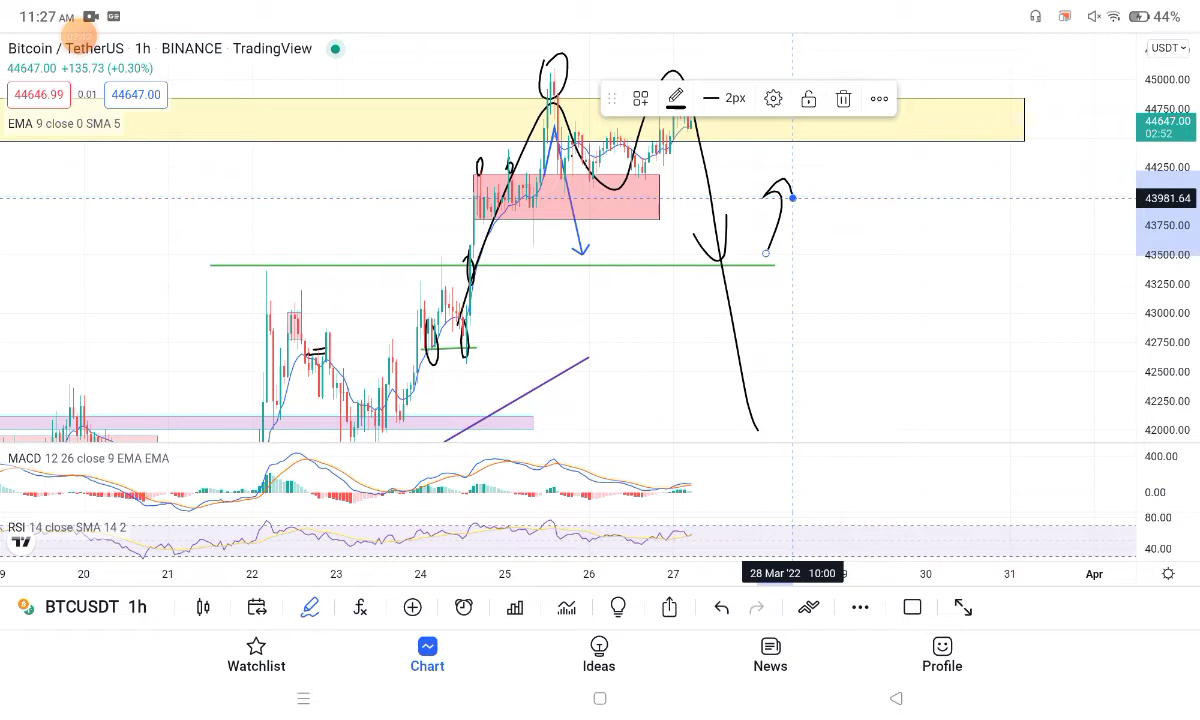 11:27 AM
44%
Bitcoin / TetherUS · 1h · BINANCE · TradingView
USDT
44647.00 +135.73 (+0.30%)
44646.99
0.01
44647.00
EMA 9 close 0 SMA 5
2px
45000.00
44750.00
44647.00
02:52
44250.00
43981.64
43750.00
43500.00
43250.00
43000.00
42750.00
42500.00
42250.00
42000.00
MACD 12 26 close 9 EMA EMA
400.00
0.00
RSI 14 close SMA 14 2
80.00
40.00
9 20 21 22 23 24 25 26 27 28 Mar '22 10:00 9 30 31 Apr
BTCUSDT 1h
Watchlist
Chart
Ideas
News
Profile